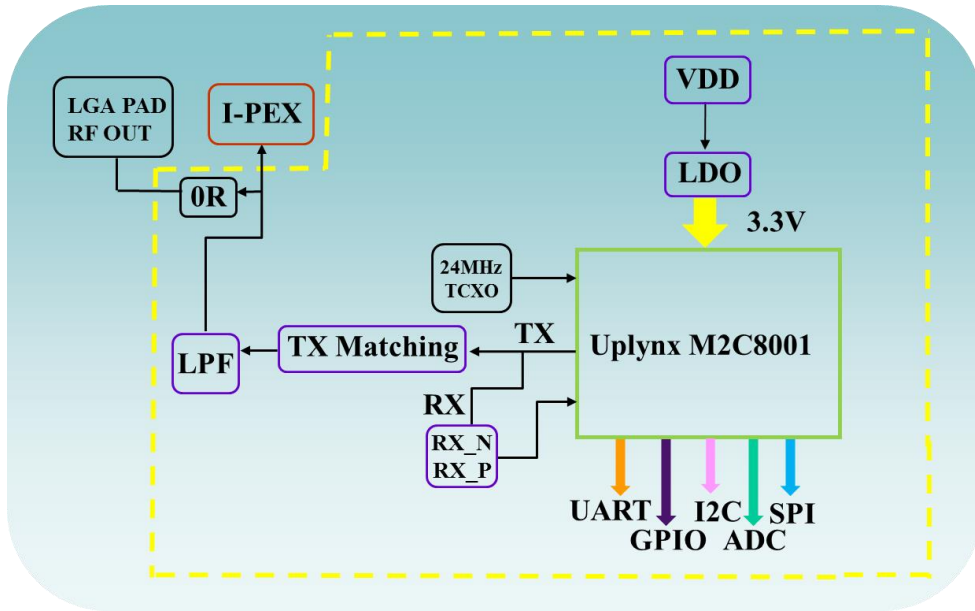 VDD
LGA PAD
RF OUT
I-PEX
LDO
0R
3.3V
24MHz
TCXO
TX
Uplynx M2C8001
TX Matching
LPF
RX
RX_N
RX_P
UART
I2C
SPI
GPIO
ADC